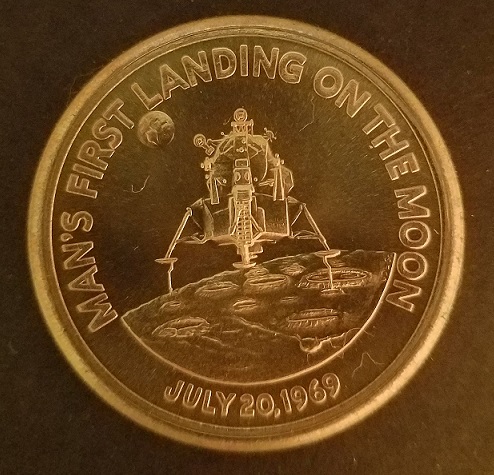 MAN'S FIRST LANDING ON THE MOON
JULY 20, 1969